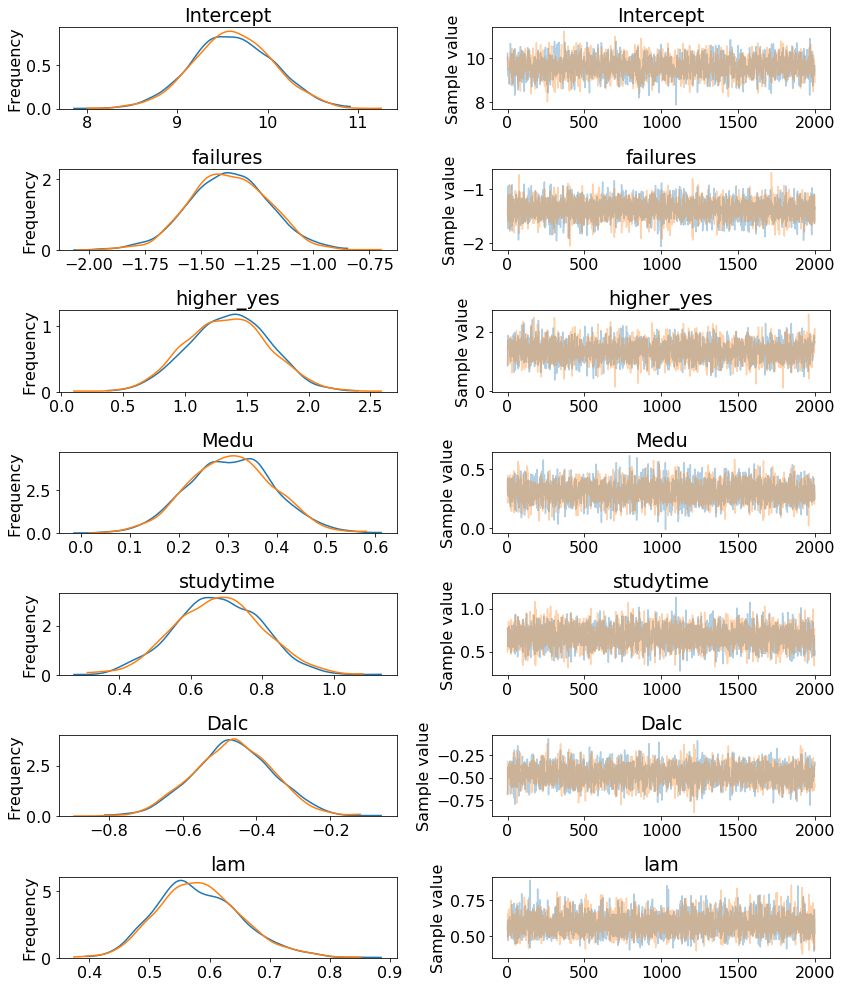 Intercept Intercept
Frequency 0.5 0.0 Sample value 10 8
8 9 10 11 0 500 1000 1500 2000
failures failures
Frequency 2 0 Sample value −1 −2
−2.00 −1.75 −1.50 −1.25 −1.00 −0.75 0 500 1000 1500 2000
higher_yes higher_yes
Frequency 1 0 Sample value 2 0
0.0 0.5 1.0 1.5 2.0 2.5 0 500 1000 1500 2000
Medu Medu
Frequency 2.5 0.0 Sample value 0.5 0.0
0.0 0.1 0.2 0.3 0.4 0.5 0.6 0 500 1000 1500 2000
studytime studytime
Frequency 2 0 Sample value 1.0 0.5
0.4 0.6 0.8 1.0 0 500 1000 1500 2000
Dalc Dalc
Frequency 2.5 0.0 Sample value −0.25 −0.50 −0.75
−0.8 −0.6 −0.4 −0.2 0 500 1000 1500 2000
lam lam
Frequency 5 0 Sample value 0.75 0.50
0.4 0.5 0.6 0.7 0.8 0.9 0 500 1000 1500 2000